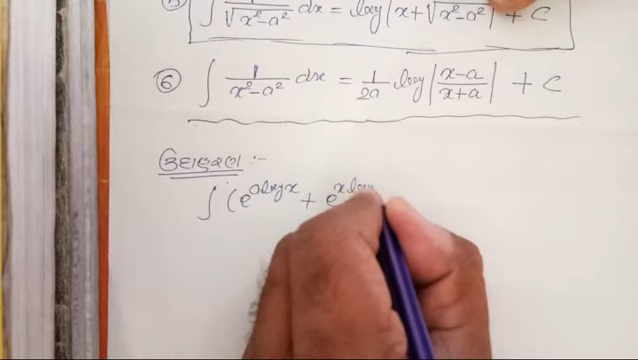 ∫ 1/√(x²-a²) dx = log|x+√(x²-a²)| + c
⑥ ∫ 1/(x²-a²) dx = 1/2a log|(x-a)/(x+a)| + c
ଉଦାହରଣ :-
∫ (e^(a log x) + e^(x log